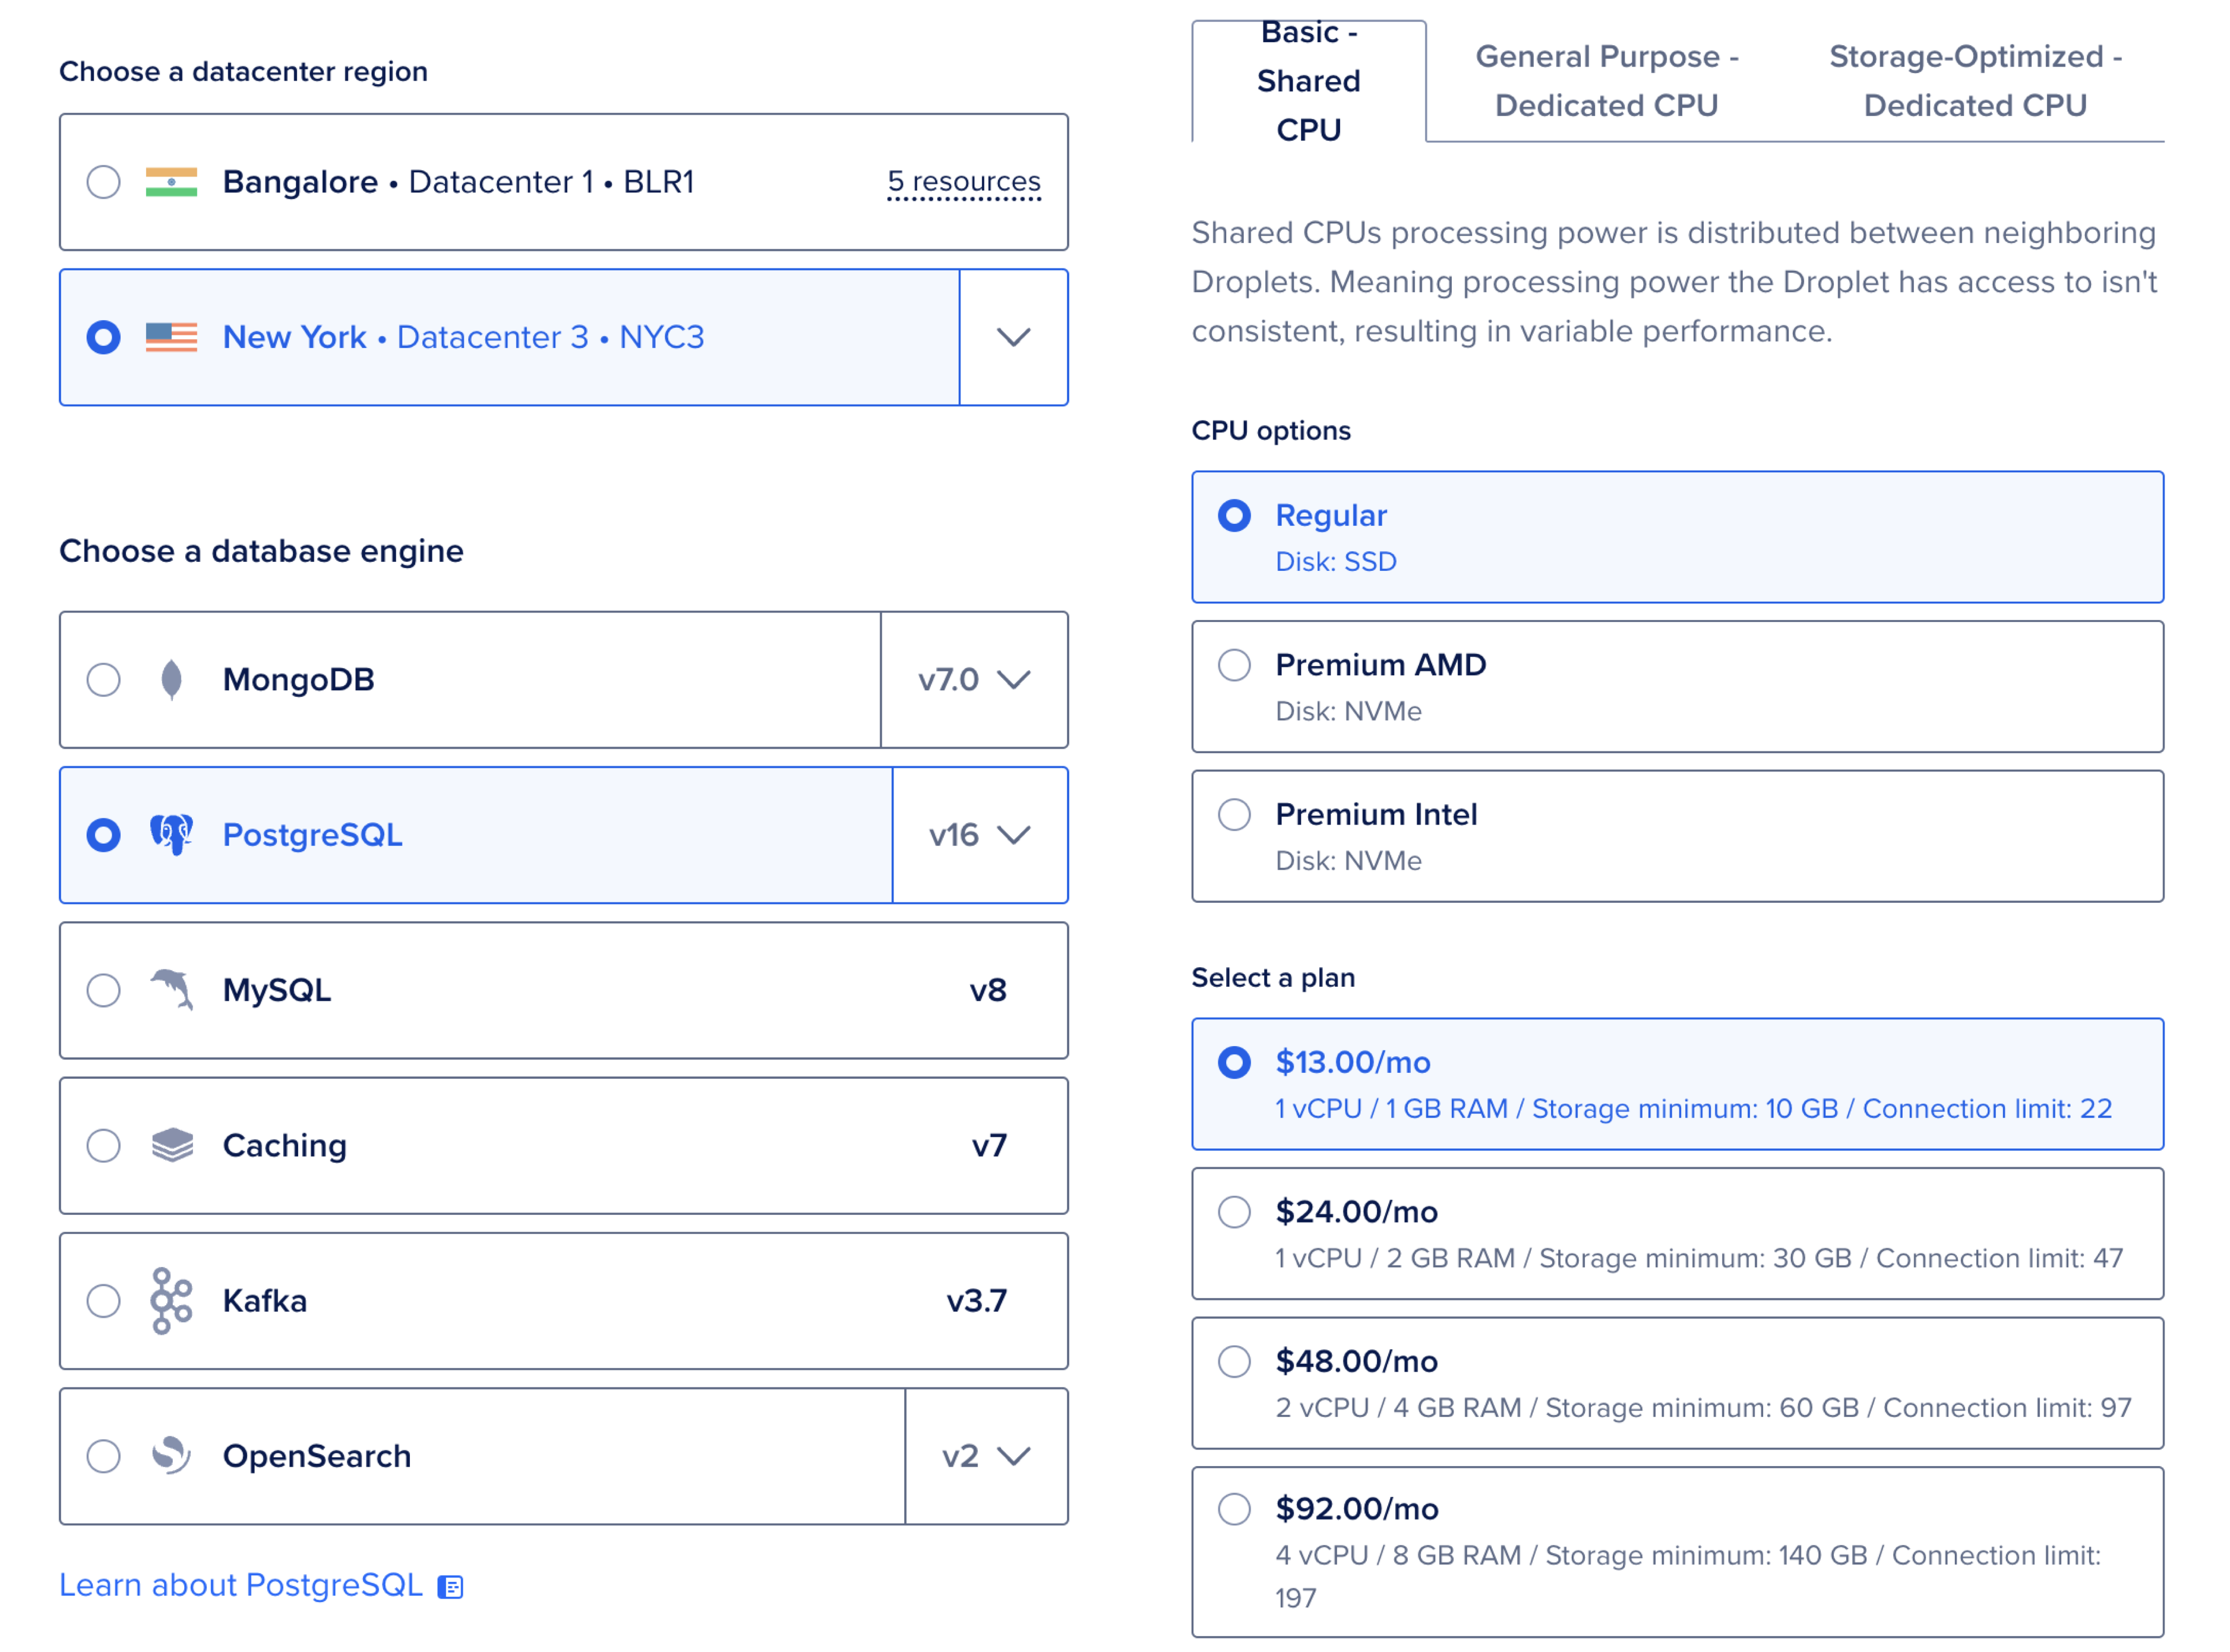 Choose a datacenter region
Bangalore • Datacenter 1 • BLR1
5 resources
New York • Datacenter 3 • NYC3
Choose a database engine
MongoDB
v7.0
PostgreSQL
v16
MySQL
v8
Caching
v7
Kafka
v3.7
OpenSearch
v2
Learn about PostgreSQL
Basic -
Shared
CPU
General Purpose -
Dedicated CPU
Storage-Optimized -
Dedicated CPU
Shared CPUs processing power is distributed between neighboring
Droplets. Meaning processing power the Droplet has access to isn't
consistent, resulting in variable performance.
CPU options
Regular
Disk: SSD
Premium AMD
Disk: NVMe
Premium Intel
Disk: NVMe
Select a plan
$13.00/mo
1 vCPU / 1 GB RAM / Storage minimum: 10 GB / Connection limit: 22
$24.00/mo
1 vCPU / 2 GB RAM / Storage minimum: 30 GB / Connection limit: 47
$48.00/mo
2 vCPU / 4 GB RAM / Storage minimum: 60 GB / Connection limit: 97
$92.00/mo
4 vCPU / 8 GB RAM / Storage minimum: 140 GB / Connection limit:
197